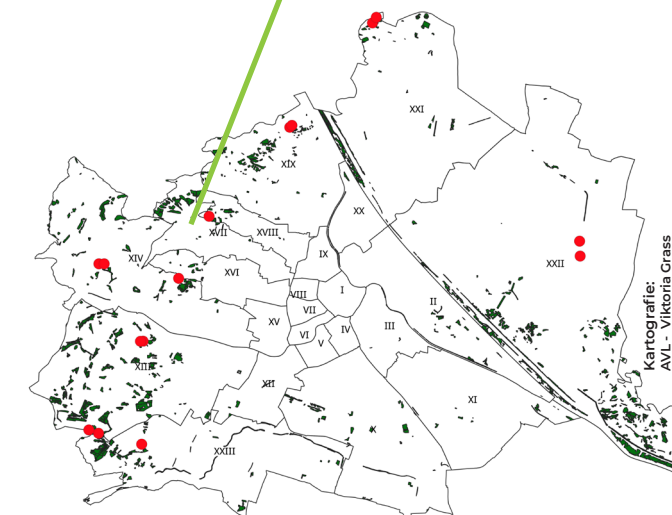 XXI
XIX
XX
XVII
XVIII
IX
XIV
XVI
XXII
I
VIII
VII
II
XV
IV
III
VI
V
XIII
XII
XI
X
XXIII
Kartografie:
AVL - Viktoria Grass